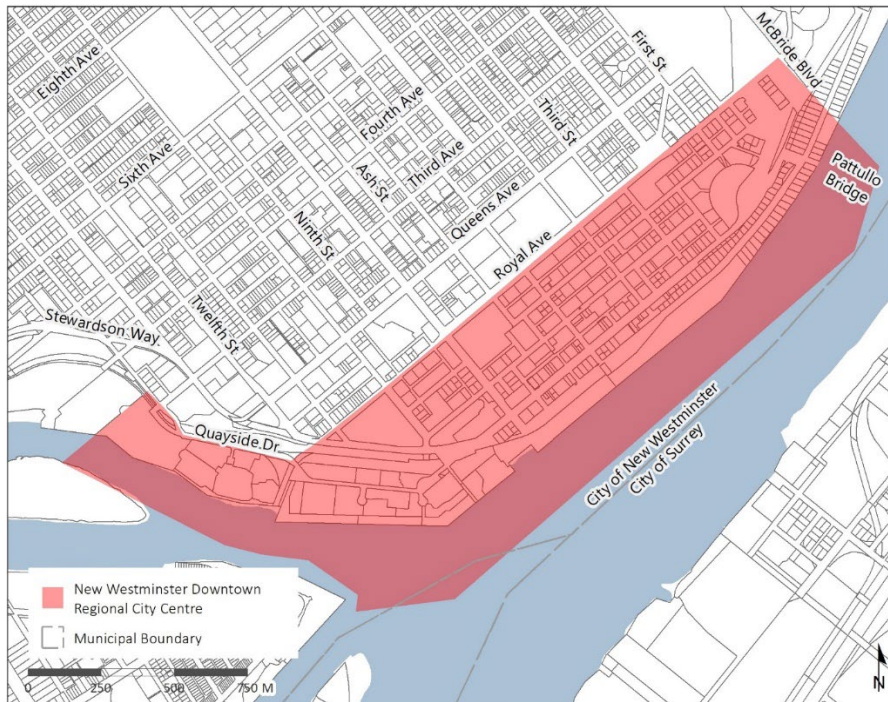 McBride Blvd
First St
Eighth Ave
Fourth Ave
Third St
Pattullo
Bridge
Sixth Ave
Ash St
Third Ave
Queens Ave
Ninth St
Royal Ave
Stewardson Way
Twelfth St
Quayside Dr
City of New Westminster
City of Surrey
New Westminster Downtown
Regional City Centre
Municipal Boundary
0 250 500 750 M
N